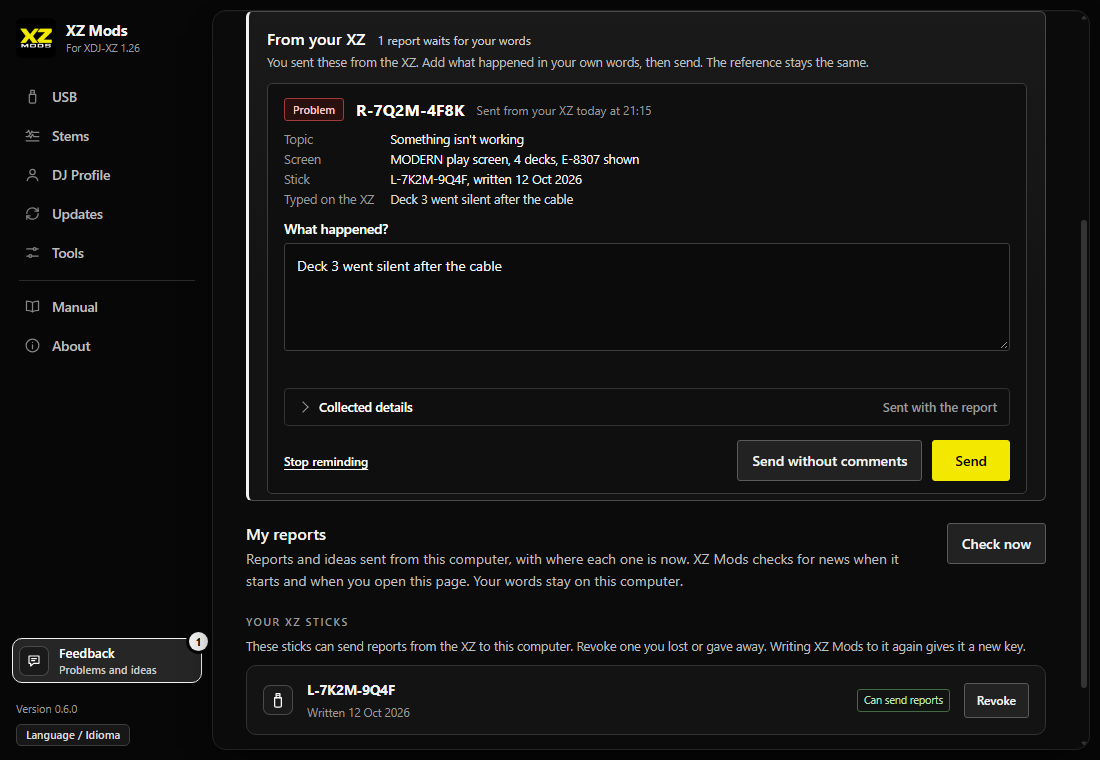 XZ MODS
XZ Mods
For XDJ-XZ 1.26
USB
Stems
DJ Profile
Updates
Tools
Manual
About
Feedback
Problems and ideas
1
Version 0.6.0
Language / Idioma
From your XZ 1 report waits for your words
You sent these from the XZ. Add what happened in your own words, then send. The reference stays the same.
Problem R-7Q2M-4F8K Sent from your XZ today at 21:15
Topic Something isn't working
Screen MODERN play screen, 4 decks, E-8307 shown
Stick L-7K2M-9Q4F, written 12 Oct 2026
Typed on the XZ Deck 3 went silent after the cable
What happened?
Deck 3 went silent after the cable
Collected details Sent with the report
Stop reminding Send without comments Send
My reports
Check now
Reports and ideas sent from this computer, with where each one is now. XZ Mods checks for news when it
starts and when you open this page. Your words stay on this computer.
YOUR XZ STICKS
These sticks can send reports from the XZ to this computer. Revoke one you lost or gave away. Writing XZ Mods to it again gives it a new key.
L-7K2M-9Q4F
Written 12 Oct 2026
Can send reports Revoke